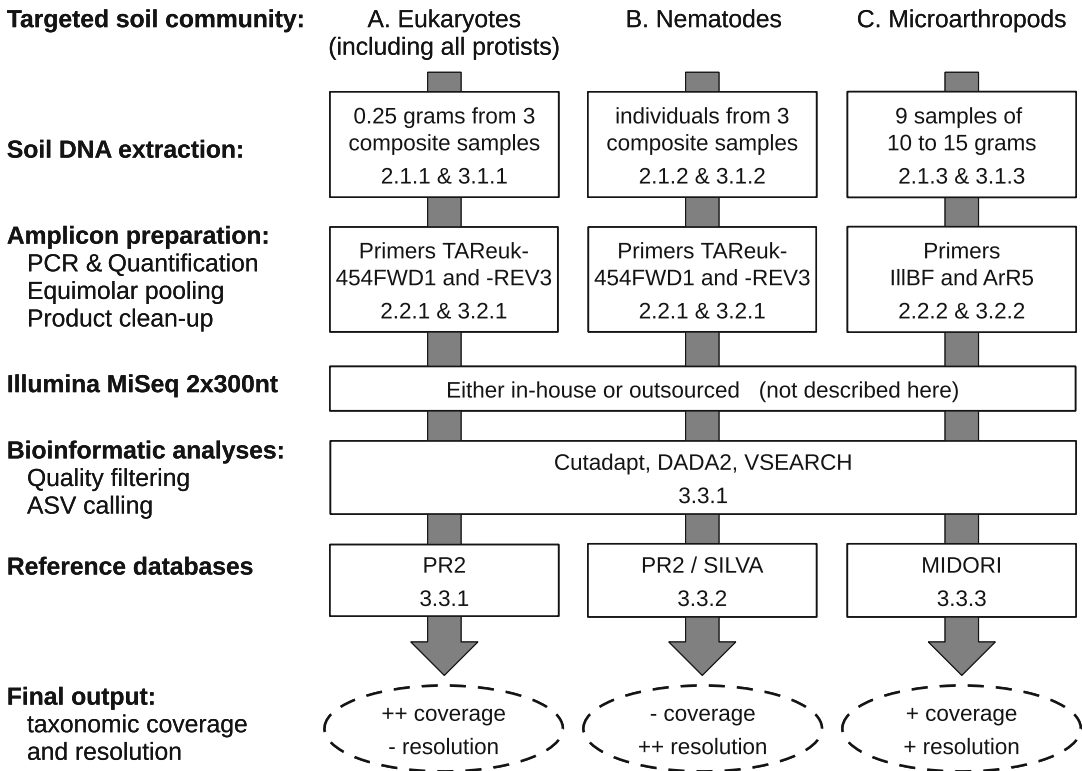 Targeted soil community:
A. Eukaryotes
(including all protists)
B. Nematodes
C. Microarthropods
Soil DNA extraction:
0.25 grams from 3
composite samples
2.1.1 & 3.1.1
individuals from 3
composite samples
2.1.2 & 3.1.2
9 samples of
10 to 15 grams
2.1.3 & 3.1.3
Amplicon preparation:
PCR & Quantification
Equimolar pooling
Product clean-up
Primers TAReuk-
454FWD1 and -REV3
2.2.1 & 3.2.1
Primers TAReuk-
454FWD1 and -REV3
2.2.1 & 3.2.1
Primers
IllBF and ArR5
2.2.2 & 3.2.2
Illumina MiSeq 2x300nt
Either in-house or outsourced (not described here)
Bioinformatic analyses:
Quality filtering
ASV calling
Cutadapt, DADA2, VSEARCH
3.3.1
Reference databases
PR2
3.3.1
PR2 / SILVA
3.3.2
MIDORI
3.3.3
Final output:
taxonomic coverage
and resolution
++ coverage
- resolution
- coverage
++ resolution
+ coverage
+ resolution